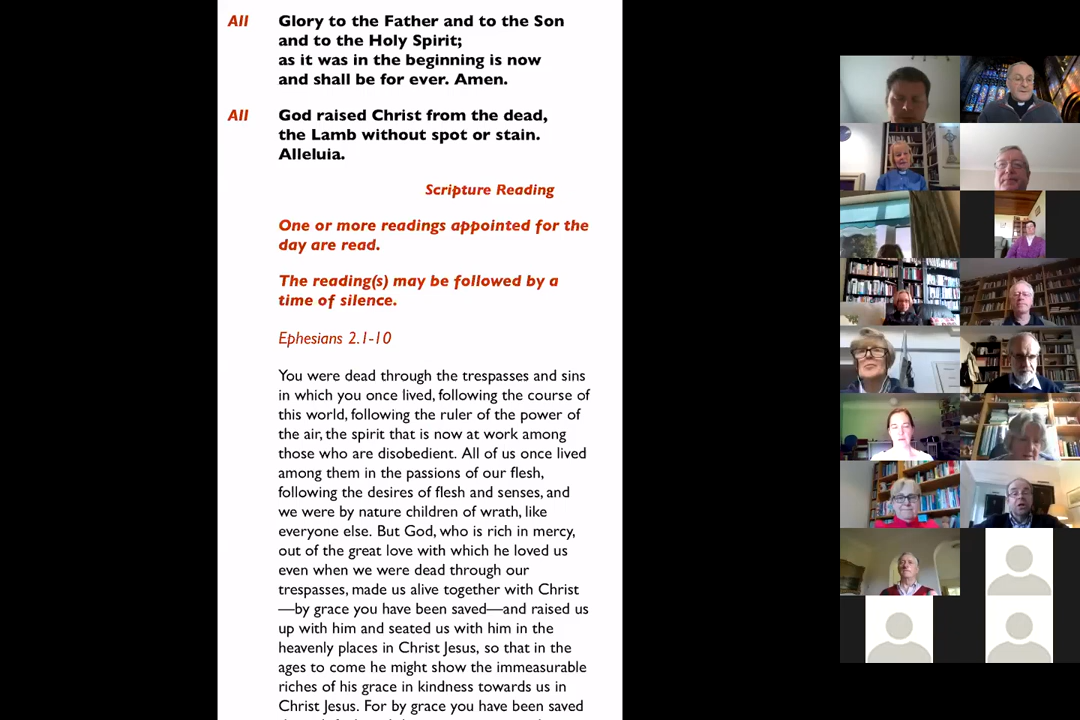 All Glory to the Father and to the Son
and to the Holy Spirit;
as it was in the beginning is now
and shall be for ever. Amen.
All God raised Christ from the dead,
the Lamb without spot or stain.
Alleluia.
Scripture Reading
One or more readings appointed for the
day are read.
The reading(s) may be followed by a
time of silence.
Ephesians 2.1-10
You were dead through the trespasses and sins
in which you once lived, following the course of
this world, following the ruler of the power of
the air, the spirit that is now at work among
those who are disobedient. All of us once lived
among them in the passions of our flesh,
following the desires of flesh and senses, and
we were by nature children of wrath, like
everyone else. But God, who is rich in mercy,
out of the great love with which he loved us
even when we were dead through our
trespasses, made us alive together with Christ
—by grace you have been saved—and raised us
up with him and seated us with him in the
heavenly places in Christ Jesus, so that in the
ages to come he might show the immeasurable
riches of his grace in kindness towards us in
Christ Jesus. For by grace you have been saved